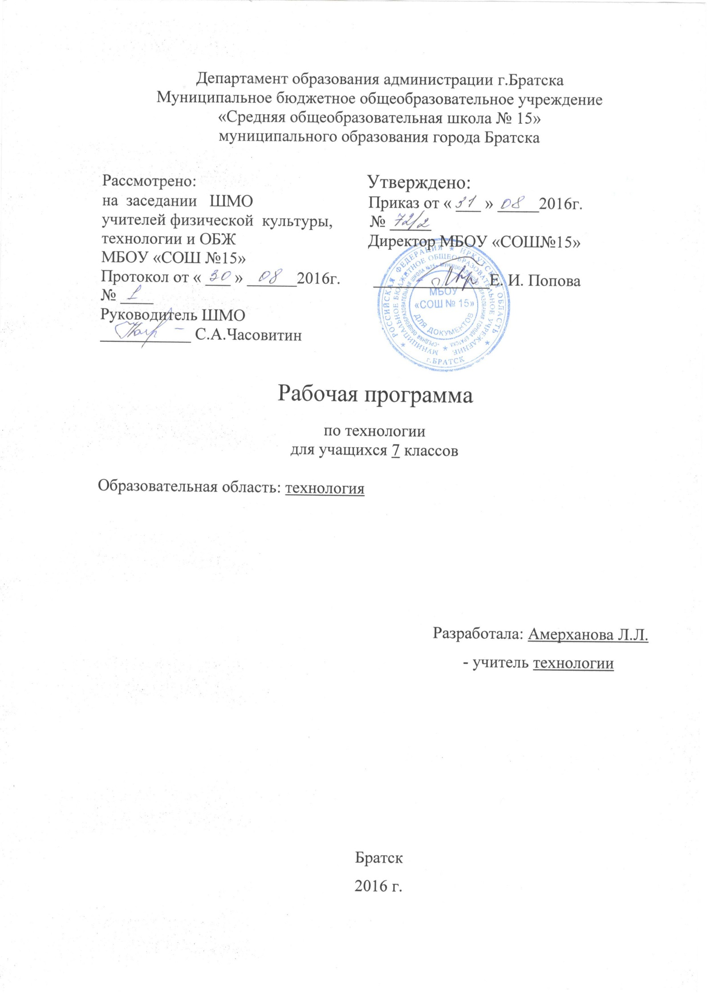 Департамент образования администрации г.Братска
Муниципальное бюджетное общеобразовательное учреждение
«Средняя общеобразовательная школа № 15»
муниципального образования города Братска
Рассмотрено:
на заседании ШМО
учителей физической культуры,
технологии и ОБЖ
МБОУ «СОШ №15»
Протокол от « 30 » 08 2016г.
№ 1
Руководитель ШМО
С.А.Часовитин
Утверждено:
Приказ от « 31 » 08 2016г.
№ 72/2
Директор МБОУ «СОШ№15»
Е. И. Попова
РОССИЙСКАЯ ФЕДЕРАЦИЯ ★ ИРКУТСКАЯ ОБЛАСТЬ ★
г.БРАТСК ★
МУНИЦИПАЛЬНОЕ БЮДЖЕТНОЕ ОБЩЕОБРАЗОВАТЕЛЬНОЕ УЧРЕЖДЕНИЕ ★
«СРЕДНЯЯ ОБЩЕОБРАЗОВАТЕЛЬНАЯ ШКОЛА №15» МУНИЦИПАЛЬНОГО ОБРАЗОВАНИЯ ГОРОДА БРАТСКА
МБОУ
«СОШ № 15»
ДЛЯ ДОКУМЕНТОВ
Рабочая программа
по технологии
для учащихся 7 классов
Образовательная область: технология
Разработала: Амерханова Л.Л.
- учитель технологии
Братск
2016 г.